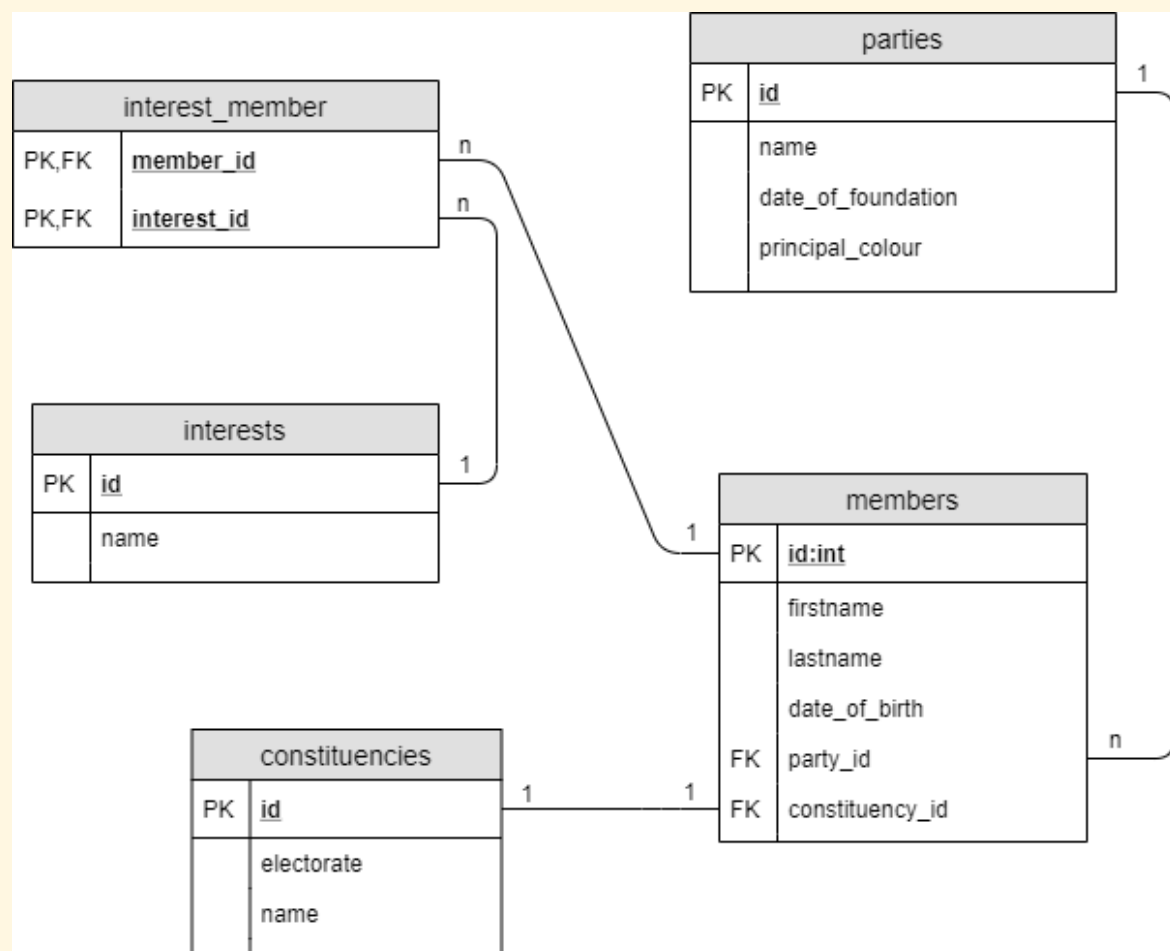 parties
PK id
name
date_of_foundation
principal_colour
1
interest_member
PK,FK member_id
PK,FK interest_id
n
n
interests
PK id
name
1
members
PK id:int
firstname
lastname
date_of_birth
FK party_id
FK constituency_id
1
n
1
constituencies
PK id
electorate
name
1